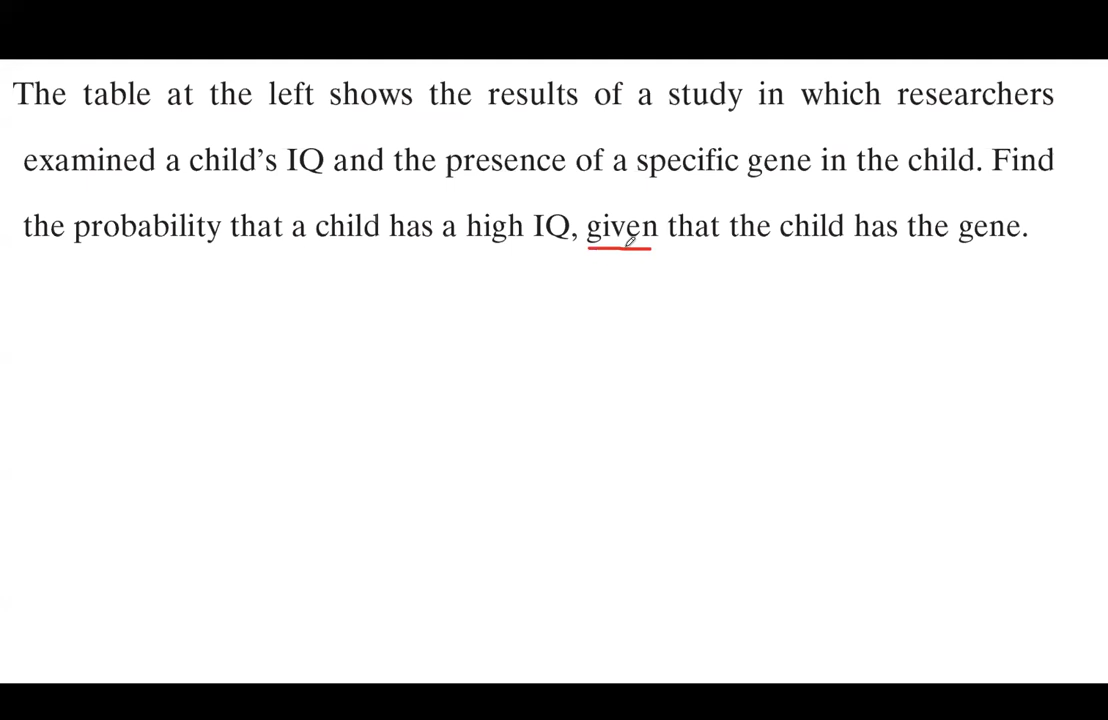 The table at the left shows the results of a study in which researchers
examined a child’s IQ and the presence of a specific gene in the child. Find
the probability that a child has a high IQ, given that the child has the gene.